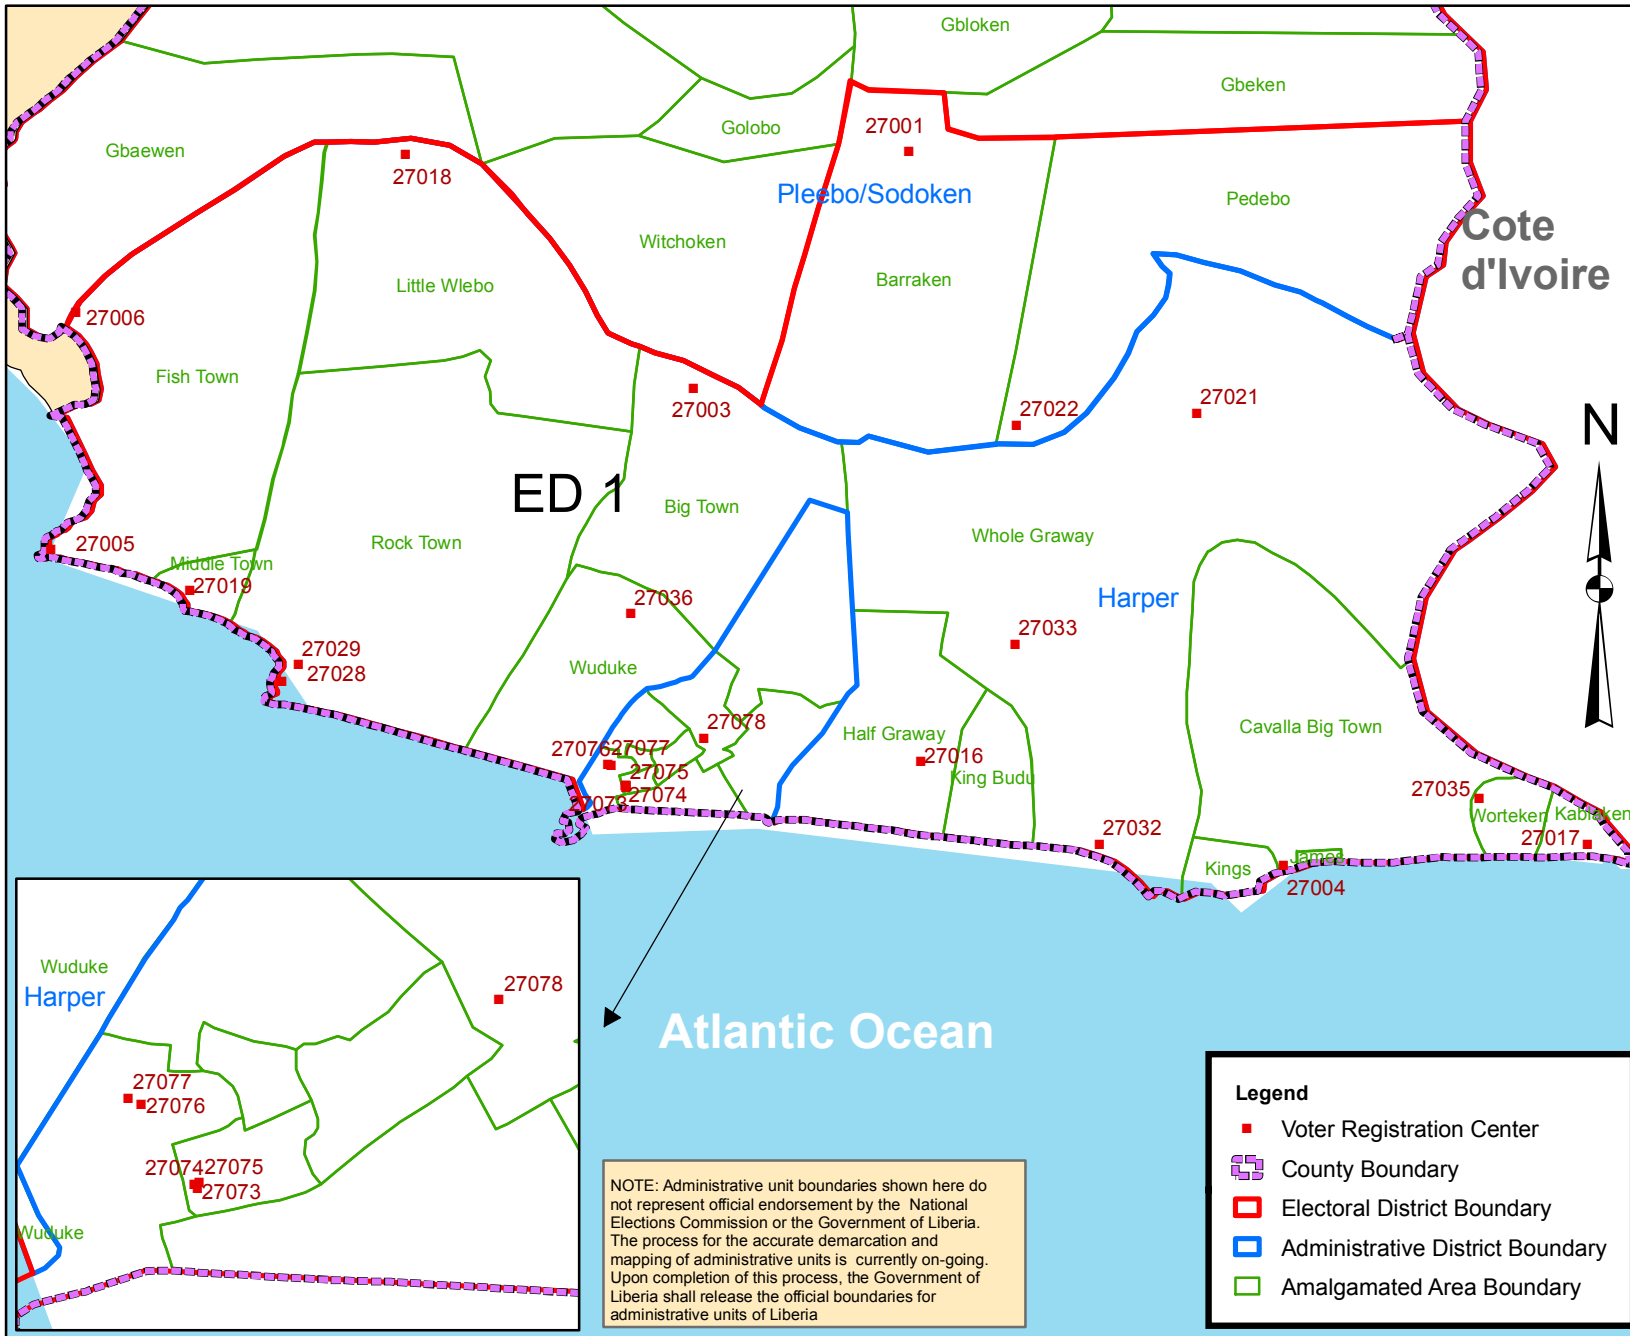 Gbloken
Gbeken
Golobo
27001
Gbaewen
27018
Pleebo/Sodoken
Pedebo
Cote
d'Ivoire
Witchoken
Little Wlebo
Barraken
27006
Fish Town
27003
27022
27021
N
ED 1
Big Town
Rock Town
Whole Graway
27005
Middle Town
27019
27036
Harper
27033
27029
27028
Wuduke
27078
Half Graway
Cavalla Big Town
27076
27077
27016
27075
King Budu
27074
27073
27035
Worteken
Kablaken
27032
27017
Kings
James
27004
Wuduke
Harper
27078
27077
27076
27074
27075
27073
Wuduke
Atlantic Ocean
NOTE: Administrative unit boundaries shown here do
not represent official endorsement by the National
Elections Commission or the Government of Liberia.
The process for the accurate demarcation and
mapping of administrative units is currently on-going.
Upon completion of this process, the Government of
Liberia shall release the official boundaries for
administrative units of Liberia
Legend
Voter Registration Center
County Boundary
Electoral District Boundary
Administrative District Boundary
Amalgamated Area Boundary